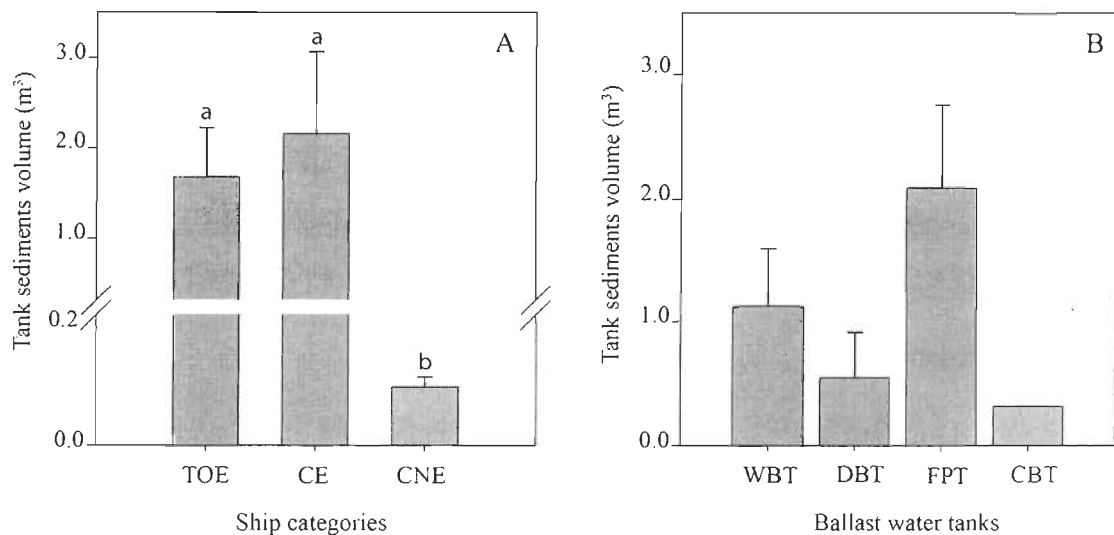 A
Tank sediments volume (m³)
3.0
2.0
1.0
0.2
0.0
a
a
b
TOE CE CNE
Ship categories
B
Tank sediments volume (m³)
3.0
2.0
1.0
0.0
WBT DBT FPT CBT
Ballast water tanks